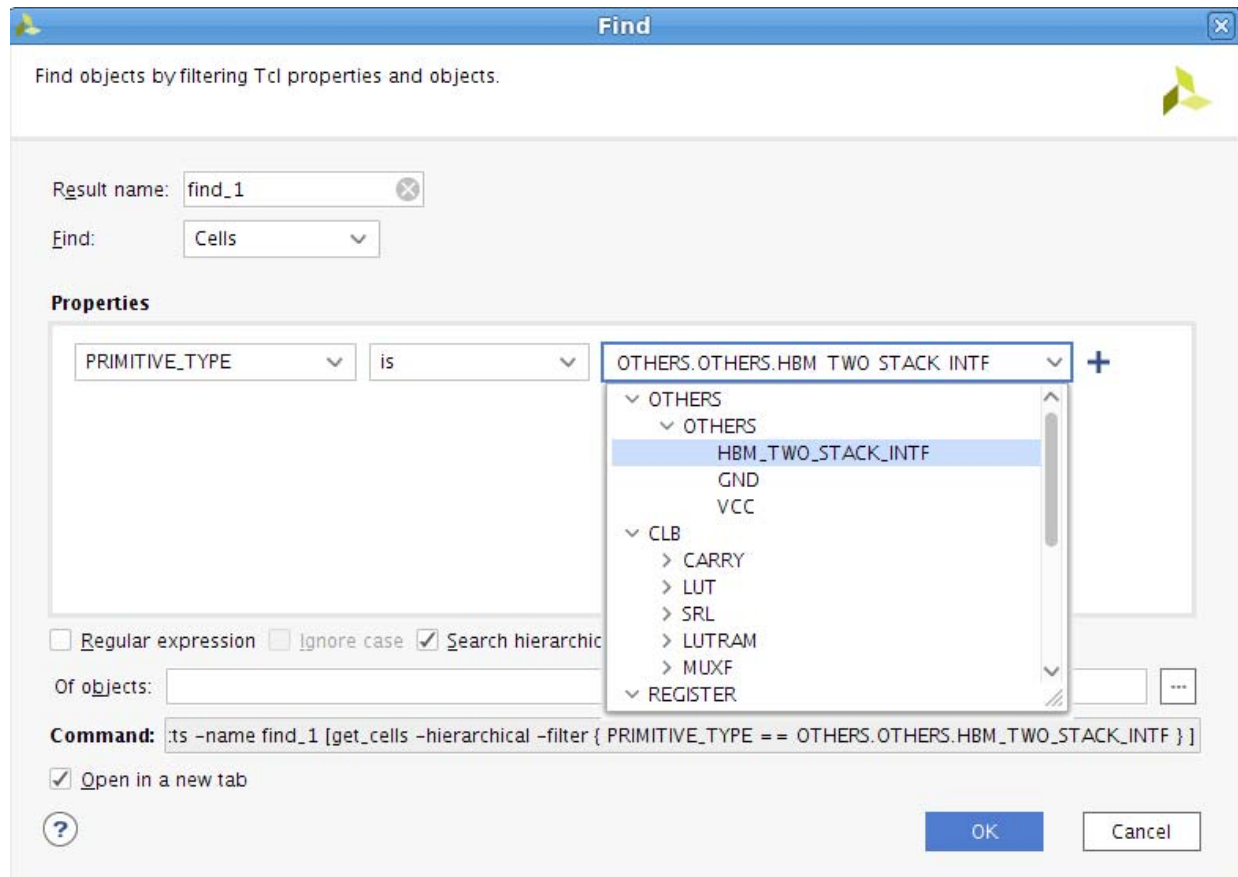 Find
Find objects by filtering Tcl properties and objects.
Result name: find_1
Find: Cells
Properties
PRIMITIVE_TYPE is OTHERS.OTHERS.HBM_TWO_STACK_INTF
OTHERS
OTHERS
HBM_TWO_STACK_INTF
GND
VCC
CLB
CARRY
LUT
SRL
LUTRAM
MUXF
REGISTER
Regular expression Ignore case Search hierarchic
Of objects: ...
Command: :ts -name find_1 [get_cells -hierarchical -filter { PRIMITIVE_TYPE == OTHERS.OTHERS.HBM_TWO_STACK_INTF } ]
Open in a new tab
? OK Cancel